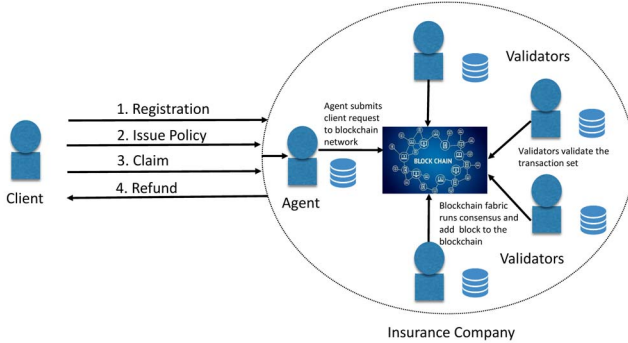 Validators
1. Registration
2. Issue Policy
3. Claim
4. Refund
Client
Agent submits
client request
to blockchain
network
Agent
BLOCK CHAIN
Validators validate the
transaction set
Blockchain fabric
runs consensus and
add  block to the
blockchain
Validators
Insurance Company